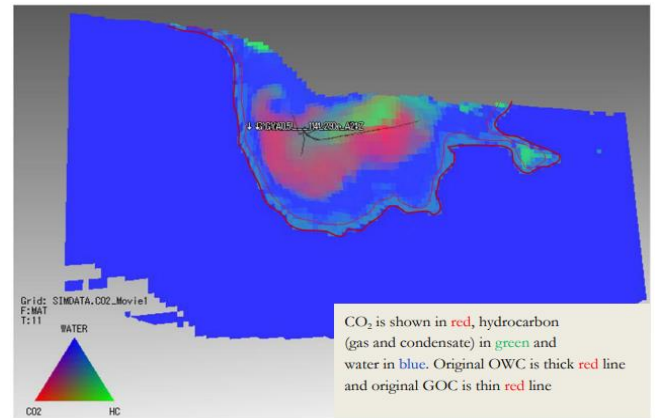 Grid: SIMDATA.CO2_Movie1
F:MAT
T:11
WATER
CO2
HC
CO₂ is shown in red, hydrocarbon
(gas and condensate) in green and
water in blue. Original OWC is thick red line
and original GOC is thin red line